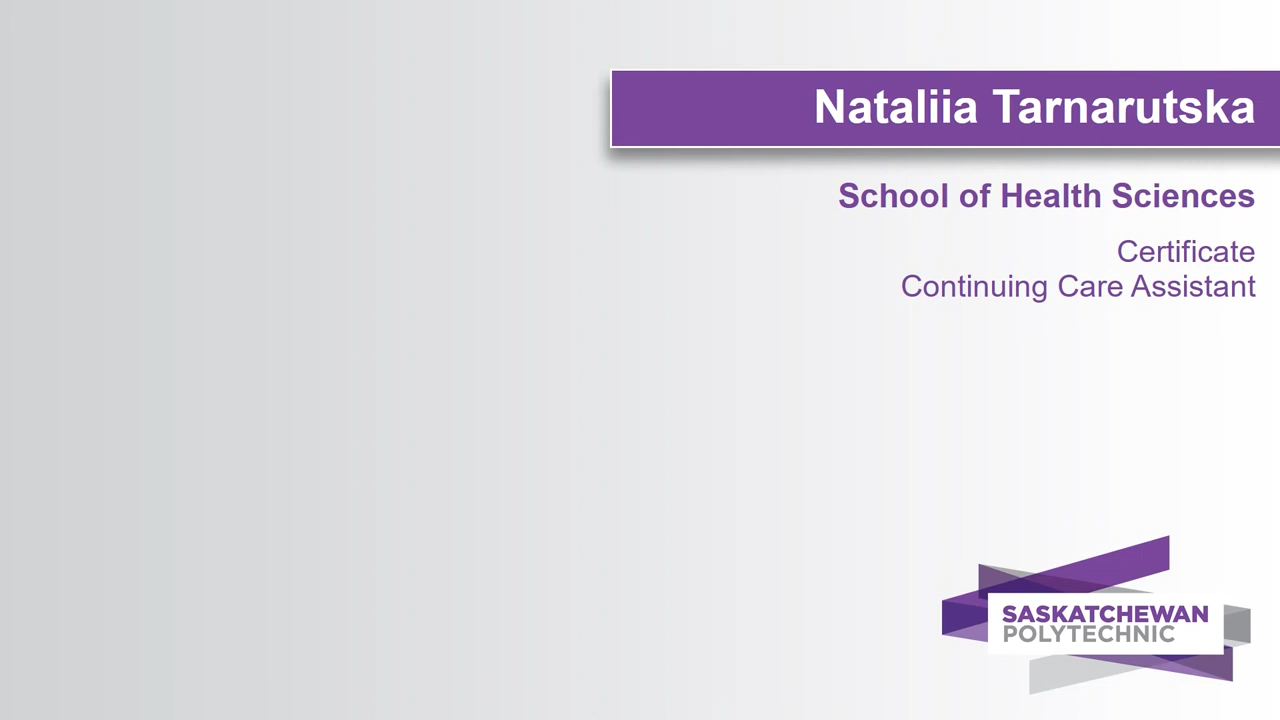 Nataliia Tarnarutska
School of Health Sciences
Certificate
Continuing Care Assistant
SASKATCHEWAN
POLYTECHNIC